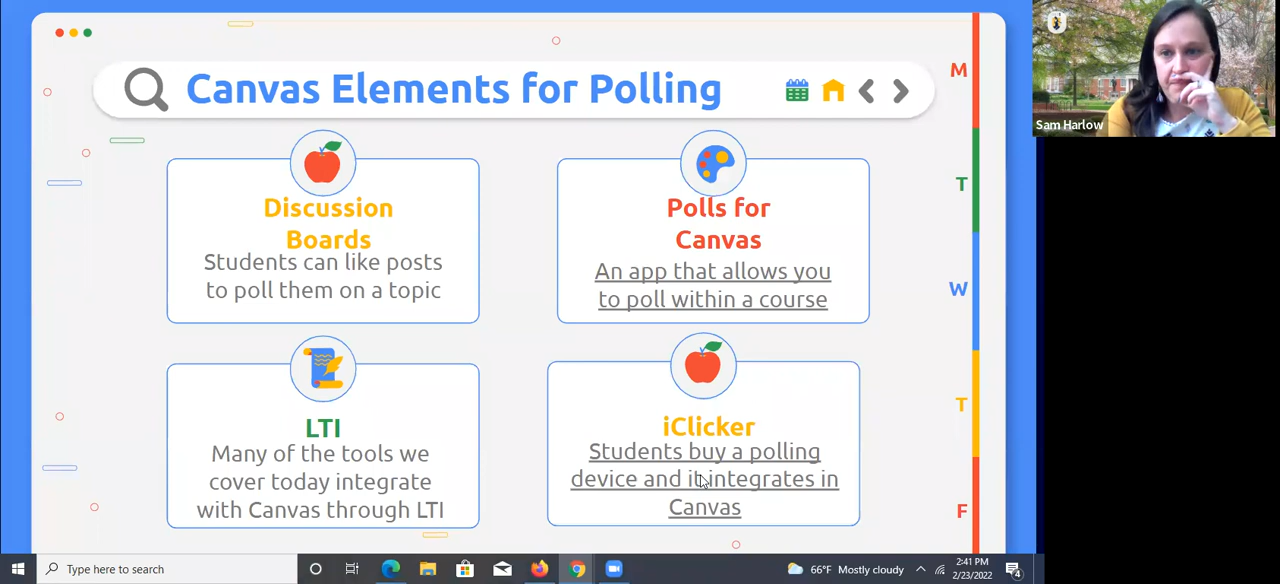 Canvas Elements for Polling
M
T
W
T
F
Sam Harlow
Discussion
Boards
Students can like posts
to poll them on a topic
Polls for
Canvas
An app that allows you
to poll within a course
LTI
Many of the tools we
cover today integrate
with Canvas through LTI
iClicker
Students buy a polling
device and it integrates in
Canvas
Type here to search
66°F Mostly cloudy
2:41 PM
2/23/2022
4